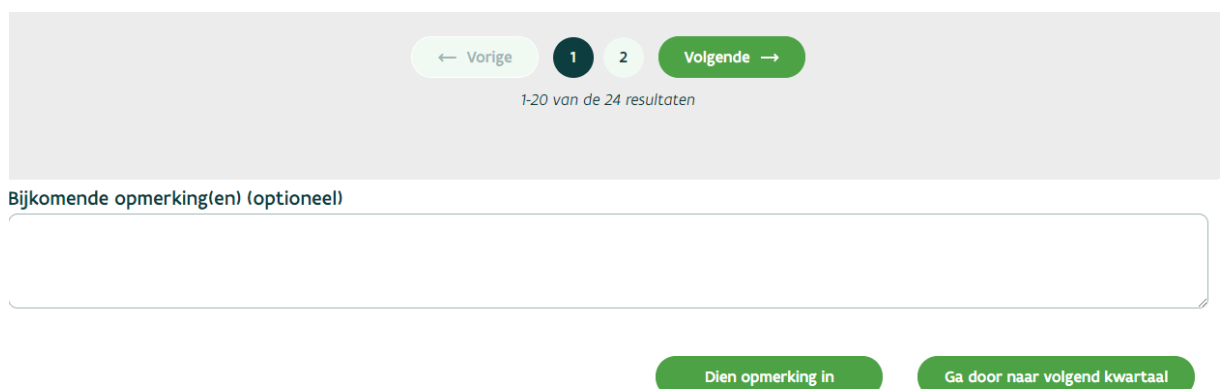 ← Vorige 1 2 Volgende →
1-20 van de 24 resultaten
Bijkomende opmerking(en) (optioneel)
Dien opmerking in Ga door naar volgend kwartaal